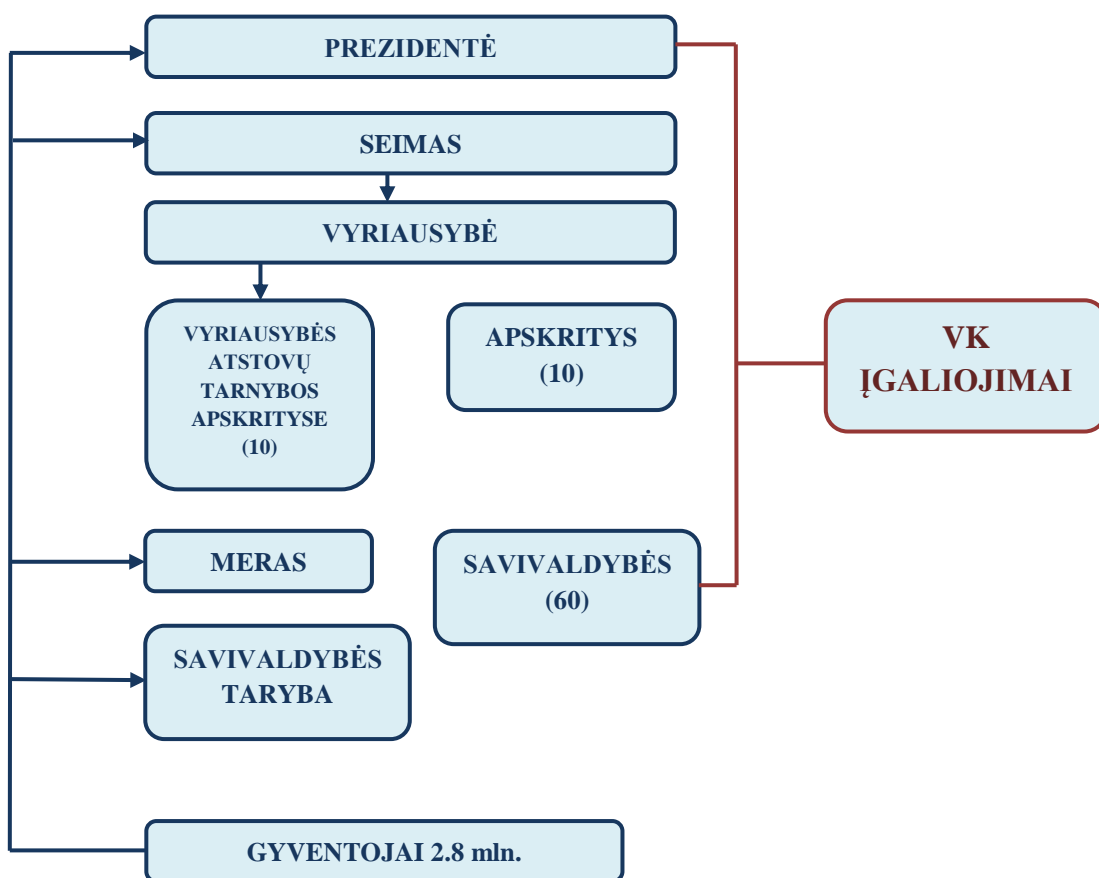 PREZIDENTĖ
SEIMAS
VYRIAUSYBĖ
VYRIAUSYBĖS
ATSTOVŲ
TARNYBOS
APSKRITYSE
(10)
APSKRITYS
(10)
VK
ĮGALIOJIMAI
MERAS
SAVIVALDYBĖS
(60)
SAVIVALDYBĖS
TARYBA
GYVENTOJAI 2.8 mln.